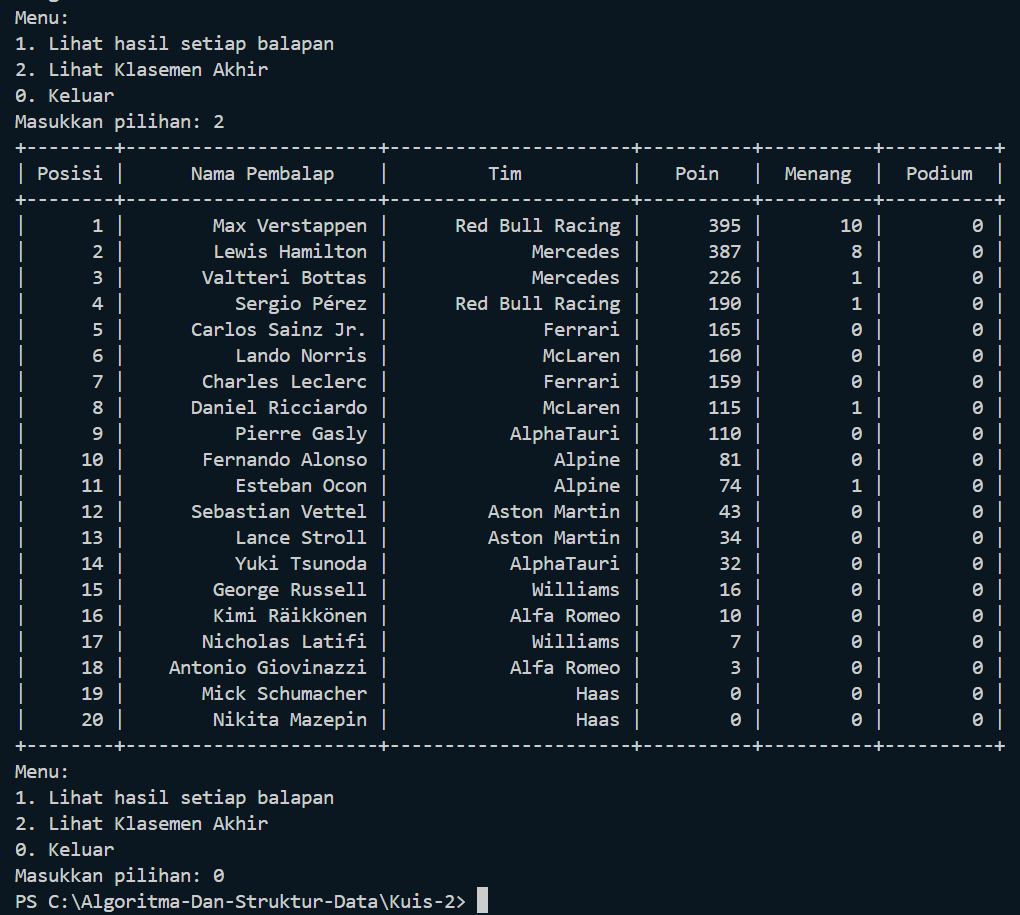 Menu:
1. Lihat hasil setiap balapan
2. Lihat Klasemen Akhir
0. Keluar
Masukkan pilihan: 2
+--------+-----------------------+----------------------+----------+----------+----------+
| Posisi |      Nama Pembalap    |         Tim          |   Poin   |  Menang  |  Podium  |
+--------+-----------------------+----------------------+----------+----------+----------+
|      1 |        Max Verstappen |      Red Bull Racing |      395 |       10 |        0 |
|      2 |        Lewis Hamilton |             Mercedes |      387 |        8 |        0 |
|      3 |       Valtteri Bottas |             Mercedes |      226 |        1 |        0 |
|      4 |          Sergio Pérez |      Red Bull Racing |      190 |        1 |        0 |
|      5 |      Carlos Sainz Jr. |              Ferrari |      165 |        0 |        0 |
|      6 |          Lando Norris |              McLaren |      160 |        0 |        0 |
|      7 |       Charles Leclerc |              Ferrari |      159 |        0 |        0 |
|      8 |      Daniel Ricciardo |              McLaren |      115 |        1 |        0 |
|      9 |          Pierre Gasly |           AlphaTauri |      110 |        0 |        0 |
|     10 |       Fernando Alonso |               Alpine |       81 |        0 |        0 |
|     11 |          Esteban Ocon |               Alpine |       74 |        1 |        0 |
|     12 |      Sebastian Vettel |         Aston Martin |       43 |        0 |        0 |
|     13 |          Lance Stroll |         Aston Martin |       34 |        0 |        0 |
|     14 |          Yuki Tsunoda |           AlphaTauri |       32 |        0 |        0 |
|     15 |        George Russell |             Williams |       16 |        0 |        0 |
|     16 |        Kimi Räikkönen |           Alfa Romeo |       10 |        0 |        0 |
|     17 |       Nicholas Latifi |             Williams |        7 |        0 |        0 |
|     18 |    Antonio Giovinazzi |           Alfa Romeo |        3 |        0 |        0 |
|     19 |       Mick Schumacher |                 Haas |        0 |        0 |        0 |
|     20 |        Nikita Mazepin |                 Haas |        0 |        0 |        0 |
+--------+-----------------------+----------------------+----------+----------+----------+
Menu:
1. Lihat hasil setiap balapan
2. Lihat Klasemen Akhir
0. Keluar
Masukkan pilihan: 0
PS C:\Algoritma-Dan-Struktur-Data\Kuis-2>